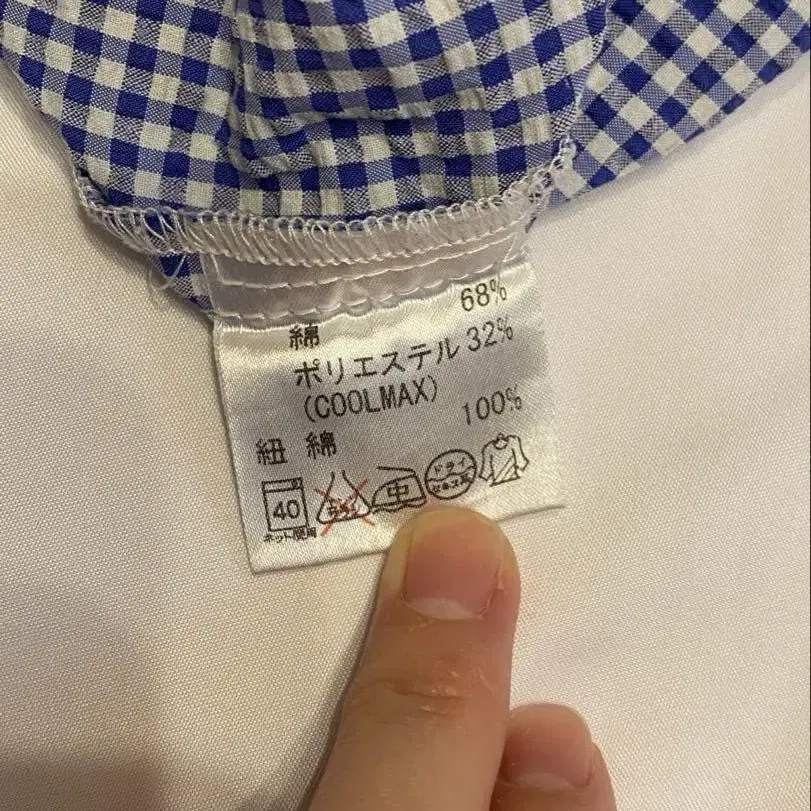 綿 68%
ポリエステル 32%
(COOLMAX)
紐 綿 100%
40 中 ドライ
ネット使用